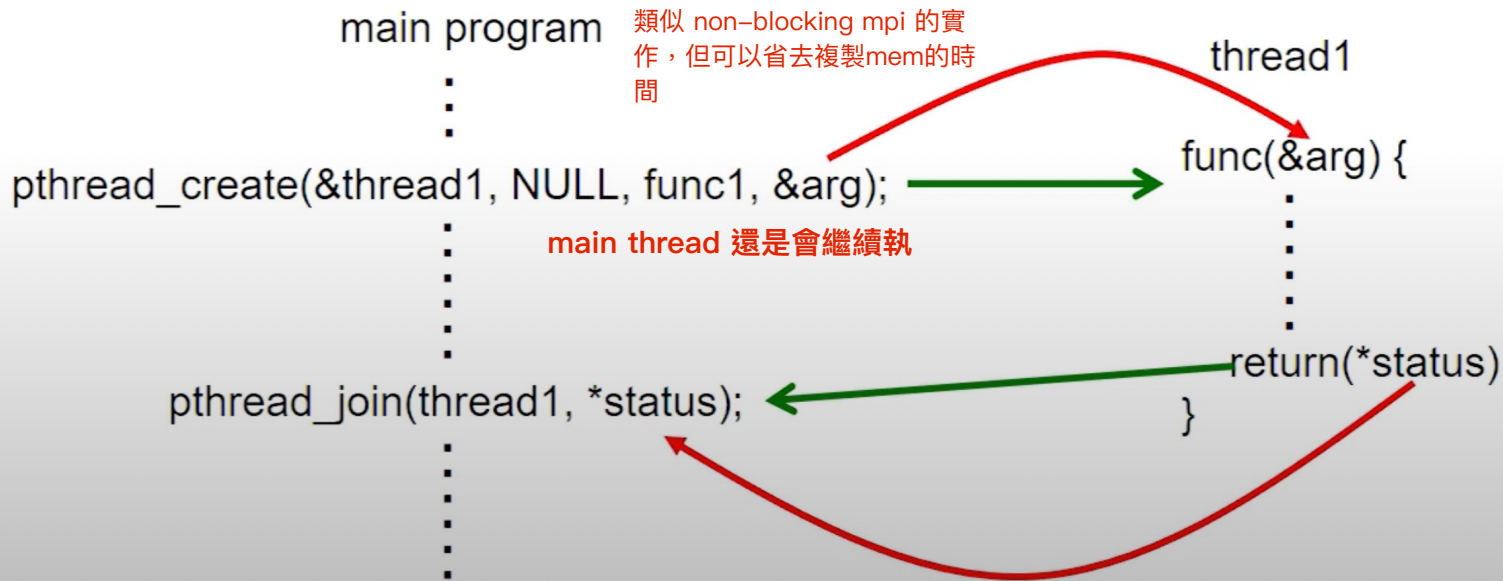 main program
類似 non-blocking mpi 的實
作，但可以省去複製mem的時
間
thread1
pthread_create(&thread1, NULL, func1, &arg);
func(&arg) {
main thread 還是會繼續執
return(*status)
pthread_join(thread1, *status);
}